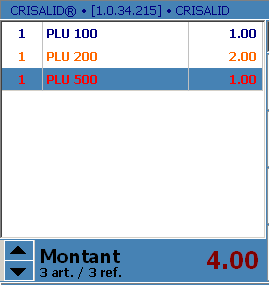 CRISALID® • [1.0.34.215] • CRISALID
1 PLU 100 1.00
1 PLU 200 2.00
1 PLU 500 1.00
Montant 4.00
3 art. / 3 ref.